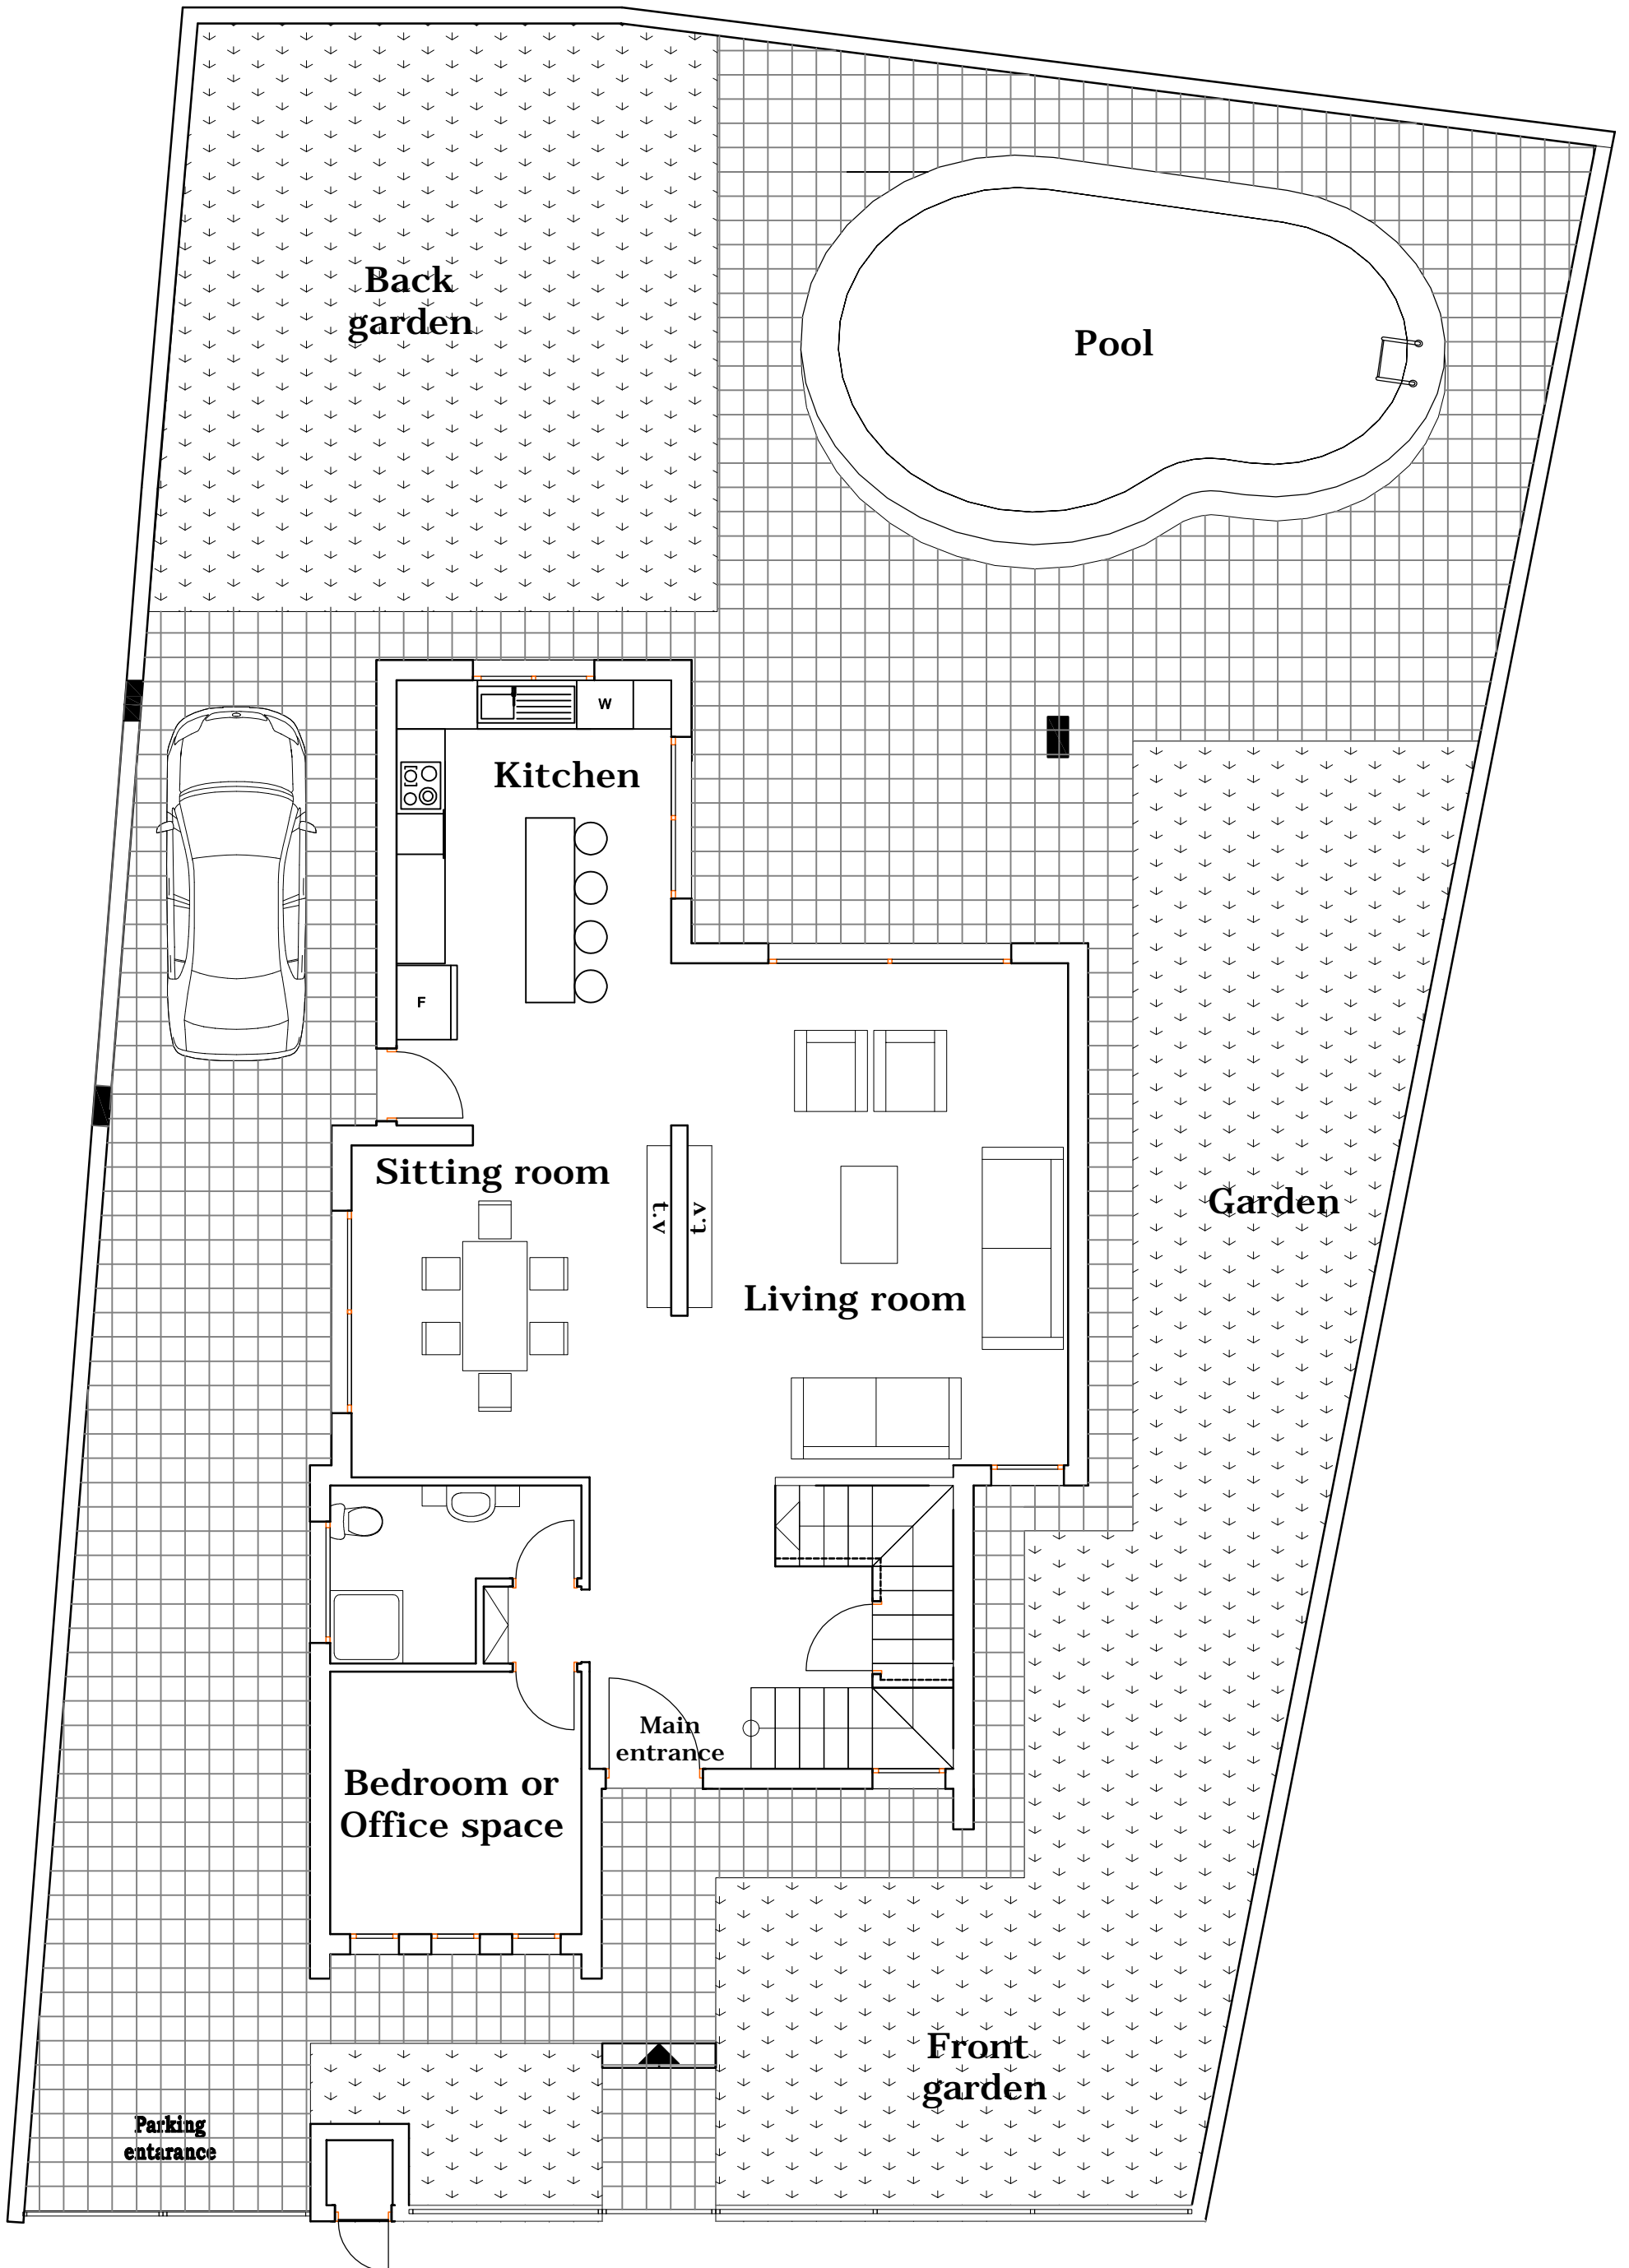 Back
garden
Pool
W
Kitchen
F
Sitting room
t.v
t.v
Garden
Living room
Main
entrance
Bedroom or
Office space
Front
garden
Parking
entarance